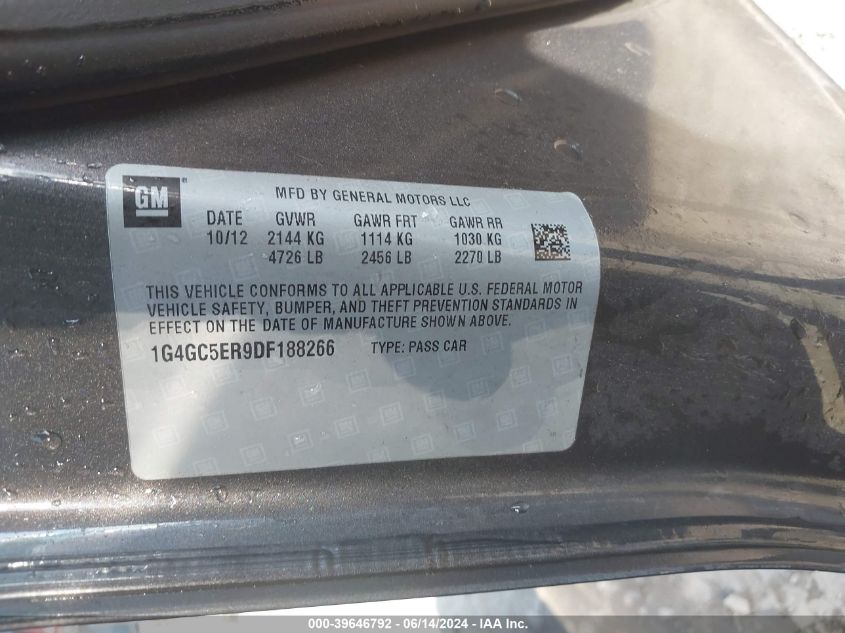 GM
MFD BY GENERAL MOTORS LLC
DATE GVWR GAWR FRT GAWR RR
10/12 2144 KG 1114 KG 1030 KG
4726 LB 2456 LB 2270 LB
THIS VEHICLE CONFORMS TO ALL APPLICABLE U.S. FEDERAL MOTOR
VEHICLE SAFETY, BUMPER, AND THEFT PREVENTION STANDARDS IN
EFFECT ON THE DATE OF MANUFACTURE SHOWN ABOVE.
1G4GC5ER9DF188266 TYPE: PASS CAR
000-39646792 - 06/14/2024 - IAA Inc.